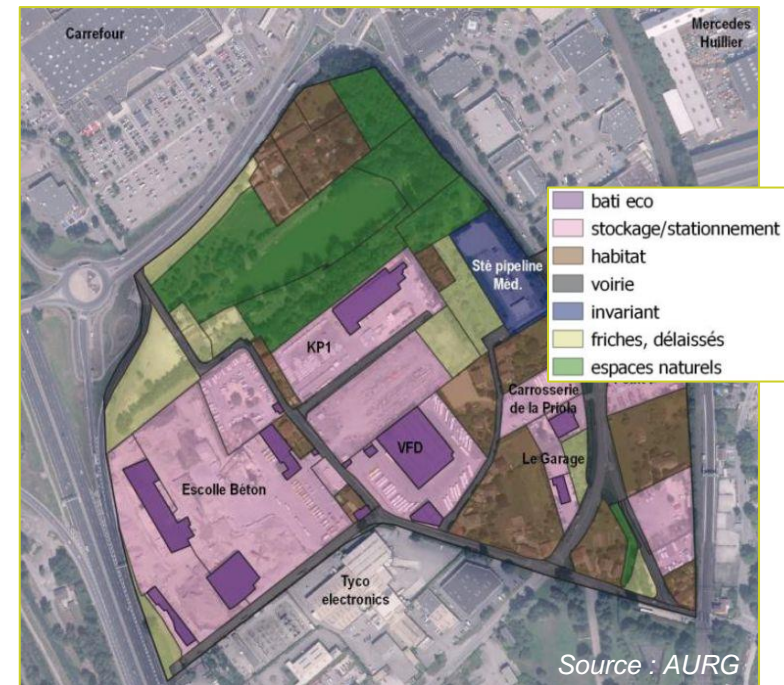 Carrefour
Mercedes
Huillier
bati eco
stockage/stationnement
habitat
voirie
invariant
friches, délaissés
espaces naturels
Sté pipeline
Méd.
KP1
Carrosserie
de la Priola
VFD
Le Garage
Escolle Béton
Tyco
electronics
Source : AURG